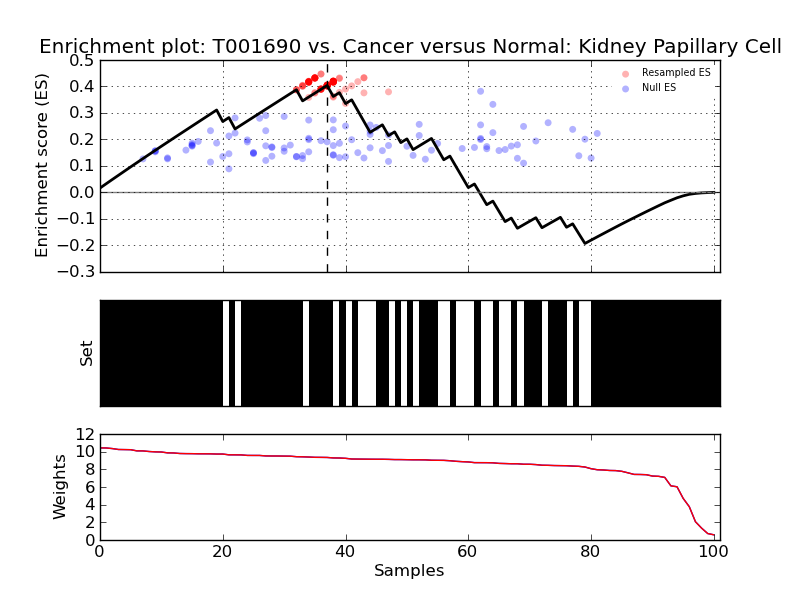 Enrichment plot: T001690 vs. Cancer versus Normal: Kidney Papillary Cell
0.5
0.4
0.3
0.2
0.1
0.0
−0.1
−0.2
−0.3
Enrichment score (ES)
Resampled ES
Null ES
Set
12
10
8
6
4
2
0
Weights
0 20 40 60 80 100
Samples